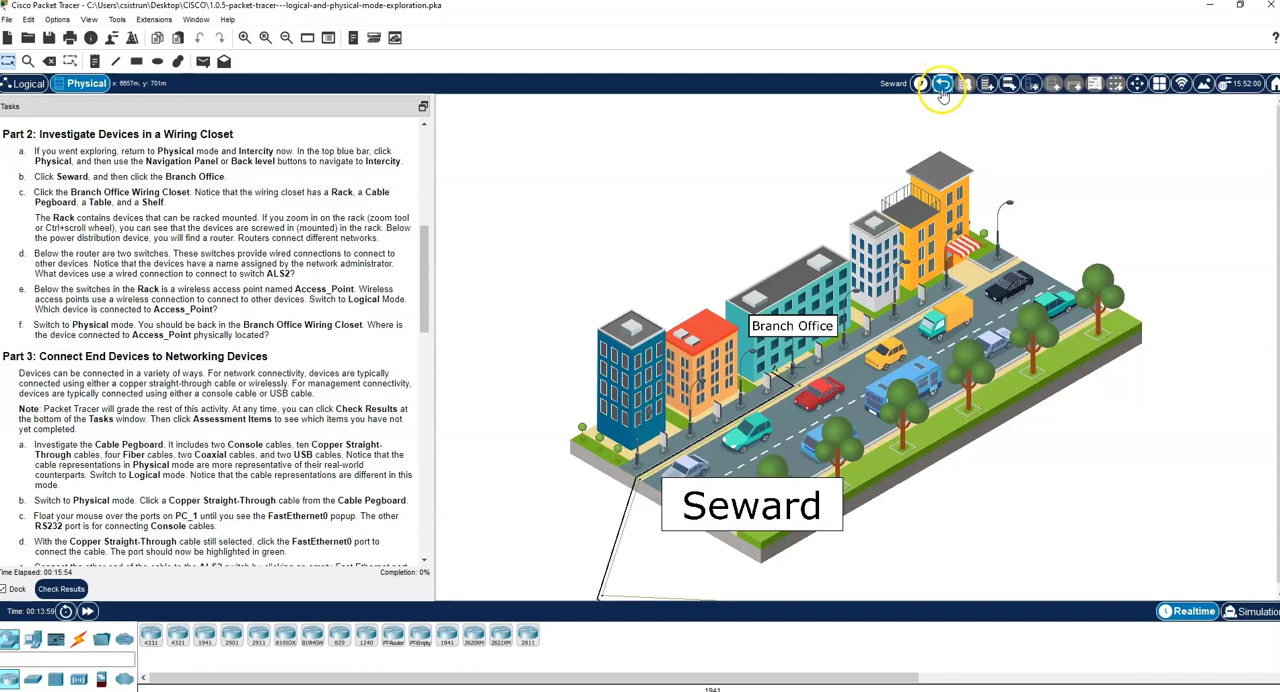 Cisco Packet Tracer - C:\Users\csistrun\Desktop\CISCO\1.0.5-packet-tracer---logical-and-physical-mode-exploration.pka
File Edit Options View Tools Extensions Window Help
Logical Physical x: 6657m, y: 701m Seward 15:52:00
Tasks
Part 2: Investigate Devices in a Wiring Closet
a. If you went exploring, return to Physical mode and Intercity now. In the top blue bar, click
Physical, and then use the Navigation Panel or Back level buttons to navigate to Intercity.
b. Click Seward, and then click the Branch Office.
c. Click the Branch Office Wiring Closet. Notice that the wiring closet has a Rack, a Cable
Pegboard, a Table, and a Shelf.
The Rack contains devices that can be racked mounted. If you zoom in on the rack (zoom tool
or Ctrl+scroll wheel), you can see that the devices are screwed in (mounted) in the rack. Below
the power distribution device, you will find a router. Routers connect different networks.
d. Below the router are two switches. These switches provide wired connections to connect to
other devices. Notice that the devices have a name assigned by the network administrator.
What devices use a wired connection to connect to switch ALS2?
e. Below the switches in the Rack is a wireless access point named Access_Point. Wireless
access points use a wireless connection to connect to other devices. Switch to Logical Mode.
Which device is connected to Access_Point?
f. Switch to Physical mode. You should be back in the Branch Office Wiring Closet. Where is
the device connected to Access_Point physically located?
Part 3: Connect End Devices to Networking Devices
Devices can be connected in a variety of ways. For network connectivity, devices are typically
connected using either a copper straight-through cable or wirelessly. For management connectivity,
devices are typically connected using either a console cable or USB cable.
Note: Packet Tracer will grade the rest of this activity. At any time, you can click Check Results at
the bottom of the Tasks window. Then click Assessment Items to see which items you have not
yet completed.
a. Investigate the Cable Pegboard. It includes two Console cables, ten Copper Straight-
Through cables, four Fiber cables, two Coaxial cables, and two USB cables. Notice that the
cable representations in Physical mode are more representative of their real-world
counterparts. Switch to Logical mode. Notice that the cable representations are different in this
mode.
b. Switch to Physical mode. Click a Copper Straight-Through cable from the Cable Pegboard.
c. Float your mouse over the ports on PC_1 until you see the FastEthernet0 popup. The other
RS232 port is for connecting Console cables.
d. With the Copper Straight-Through cable still selected, click the FastEthernet0 port to
connect the cable. The port should now be highlighted in green.
Branch Office
Seward
Time Elapsed: 00:15:54 Completion: 0%
Dock Check Results
Time: 00:13:59 Realtime Simulation
4331 4321 1941 2901 2911 819IOX 819HGW 829 1240 PT-Router PT-Empty 1841 2620XM 2621XM 2811
1941